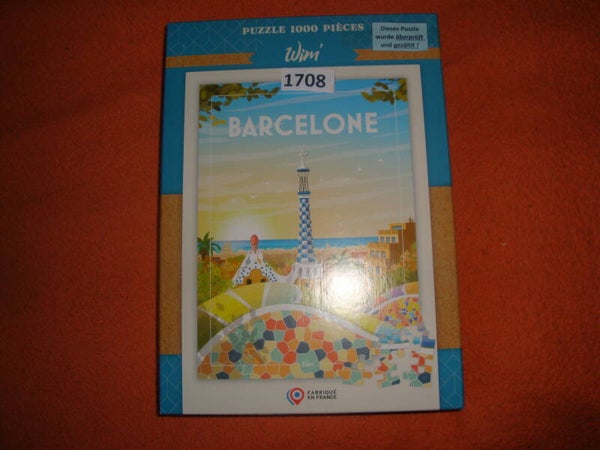 PUZZLE 1000 PIÈCES
Dieses Puzzle
wurde überprüft
und gezählt !
Wim'
1708
BARCELONE
FABRIQUÉ
EN FRANCE